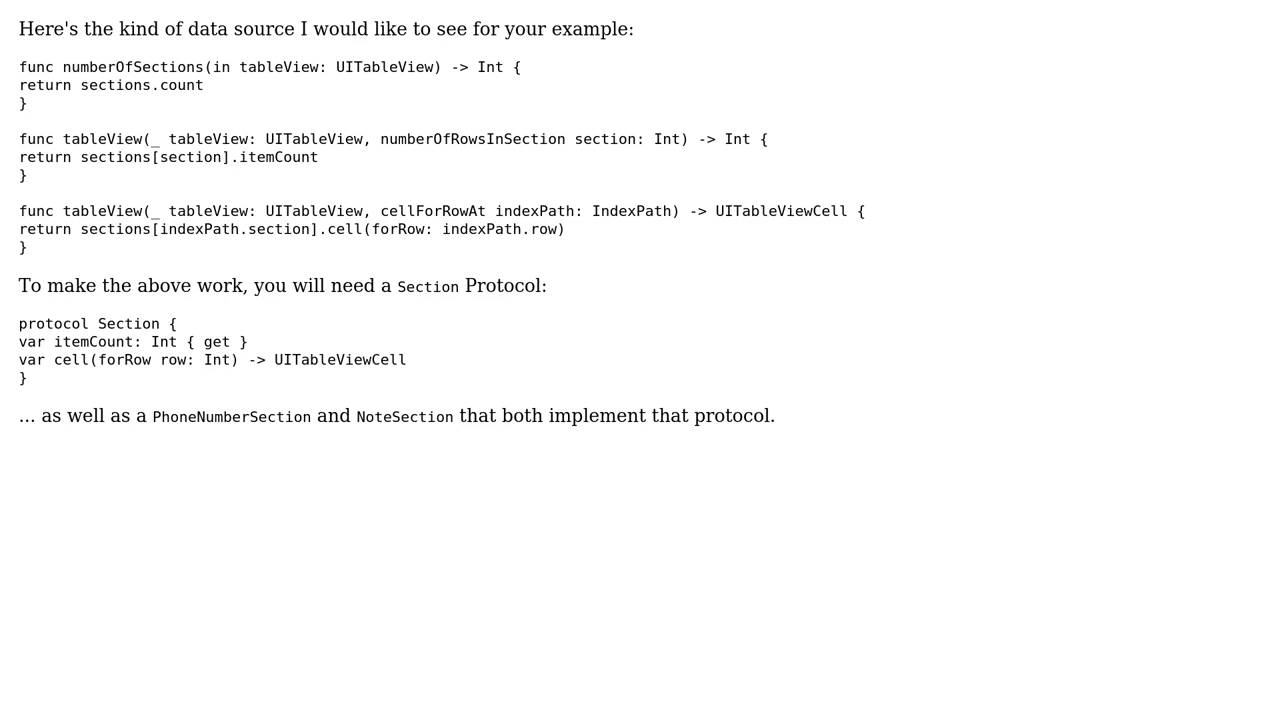 Here's the kind of data source I would like to see for your example:
func numberOfSections(in tableView: UITableView) -> Int {
return sections.count
}
func tableView(_ tableView: UITableView, numberOfRowsInSection section: Int) -> Int {
return sections[section].itemCount
}
func tableView(_ tableView: UITableView, cellForRowAt indexPath: IndexPath) -> UITableViewCell {
return sections[indexPath.section].cell(forRow: indexPath.row)
}
To make the above work, you will need a Section Protocol:
protocol Section {
var itemCount: Int { get }
var cell(forRow row: Int) -> UITableViewCell
}
... as well as a PhoneNumberSection and NoteSection that both implement that protocol.